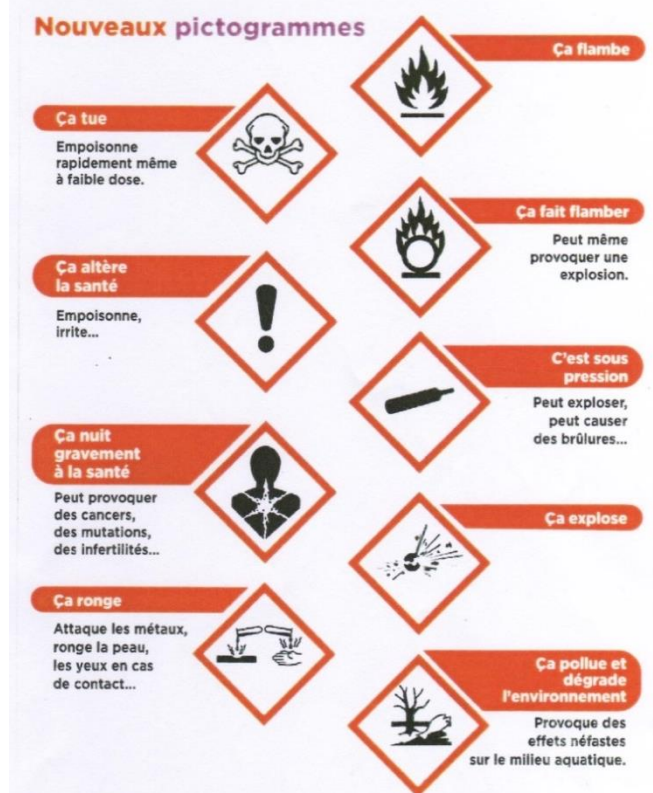 Nouveaux pictogrammes
Ça flambe
Ça tue
Empoisonne
rapidement même
à faible dose.
Ça fait flamber
Peut même
provoquer une
explosion.
Ça altère
la santé
Empoisonne,
irrite...
C'est sous
pression
Peut exploser,
peut causer
des brûlures...
Ça nuit
gravement
à la santé
Peut provoquer
des cancers,
des mutations,
des infertilités...
Ça explose
Ça ronge
Attaque les métaux,
ronge la peau,
les yeux en cas
de contact...
Ça pollue et
dégrade
l'environnement
Provoque des
effets néfastes
sur le milieu aquatique.